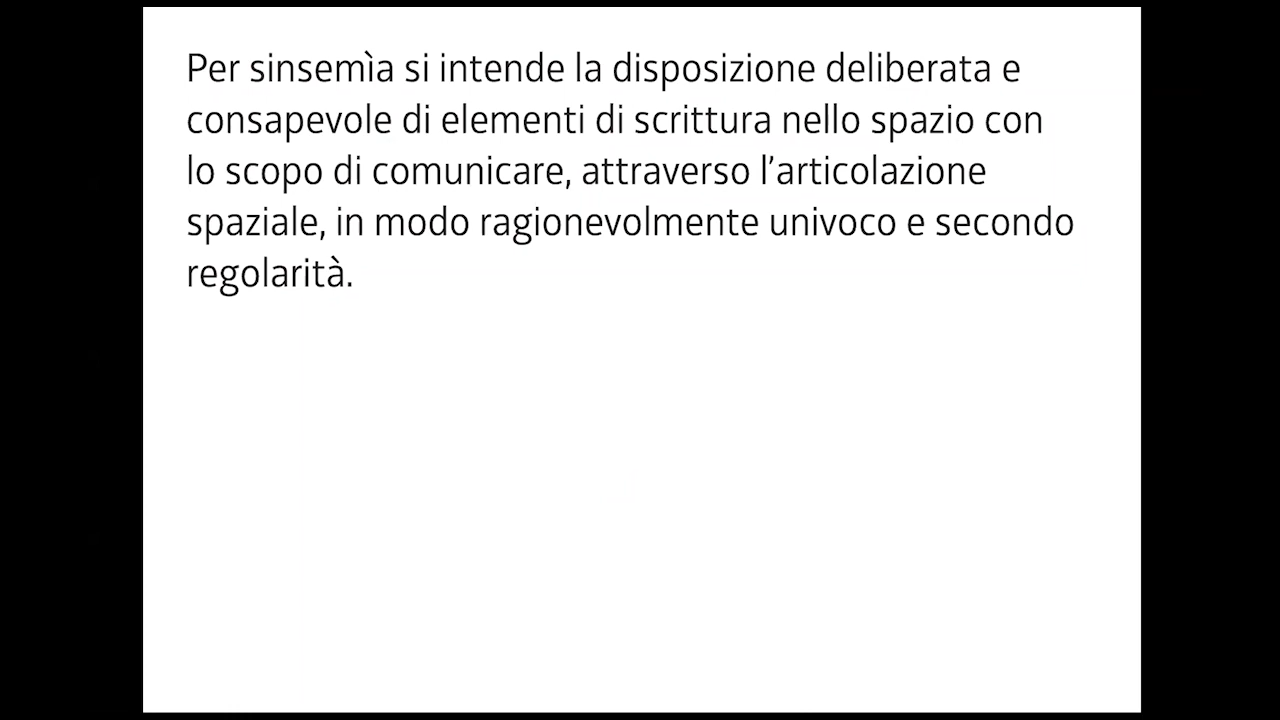 Per sinsemìa si intende la disposizione deliberata e
consapevole di elementi di scrittura nello spazio con
lo scopo di comunicare, attraverso l’articolazione
spaziale, in modo ragionevolmente univoco e secondo
regolarità.